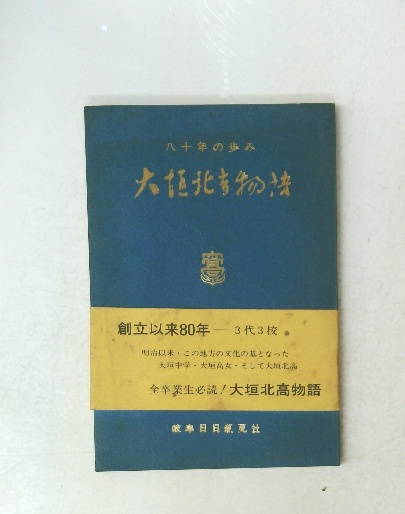 八十年の歩み
大垣北高物語
高
創立以来80年―3代3校
明治以来・この地方の文化の基となった
大垣中学・大垣高女・そして大垣北高
全卒業生必読!大垣北高物語
岐阜日日新聞社